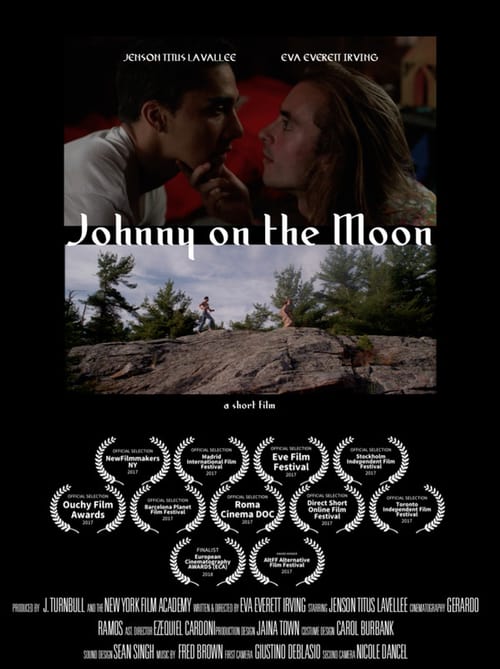 JENSON TITUS LAVALLEE EVA EVERETT IRVING
Johnny on the Moon
a short film
OFFICIAL SELECTION
NewFilmmakers
NY
2017
OFFICIAL SELECTION
Madrid
International Film
Festival
2017
OFFICIAL SELECTION
Eve Film
Festival
2017
OFFICIAL SELECTION
Stockholm
Independent Film
Festival
2017
OFFICIAL SELECTION
Ouchy Film
Awards
2017
OFFICIAL SELECTION
Barcelona Planet
Film Festival
2017
OFFICIAL SELECTION
Roma
Cinema DOC
2017
OFFICIAL SELECTION
Direct Short
Online Film
Festival
2017
OFFICIAL SELECTION
Toronto
Independent Film
Festival
2017
FINALIST
European
Cinematography
AWARDS (ECA)
2018
AltFF Alternative
Film Festival
2017
PRODUCED BY J. TURNBULL AND THE NEW YORK FILM ACADEMY WRITTEN & DIRECTED BY EVA EVERETT IRVING STARRING JENSON TITUS LAVALLEE CINEMATOGRAPHY GERARDO
RAMOS AST. DIRECTOR EZEQUIEL CARDONI PRODUCTION DESIGN JAINA TOWN COSTUME DESIGN CAROL BURBANK
SOUND DESIGN SEAN SINGH MUSIC BY FRED BROWN FIRST CAMERA GIUSTINO DEBLASIO SECOND CAMERA NICOLE DANCEL